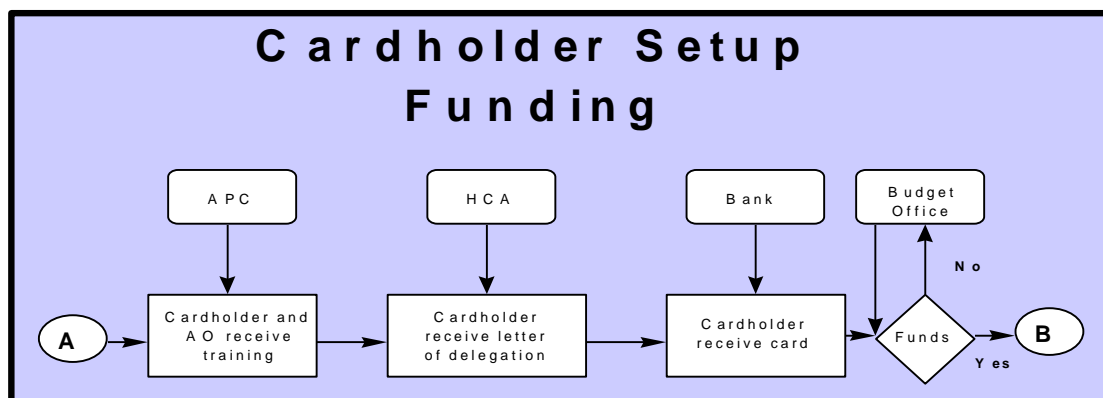 Cardholder Setup
Funding
APC
HCA
Bank
Budget
Office
No
A
Cardholder and
AO receive
training
Cardholder
receive letter
of delegation
Cardholder
receive card
Funds
B
Yes